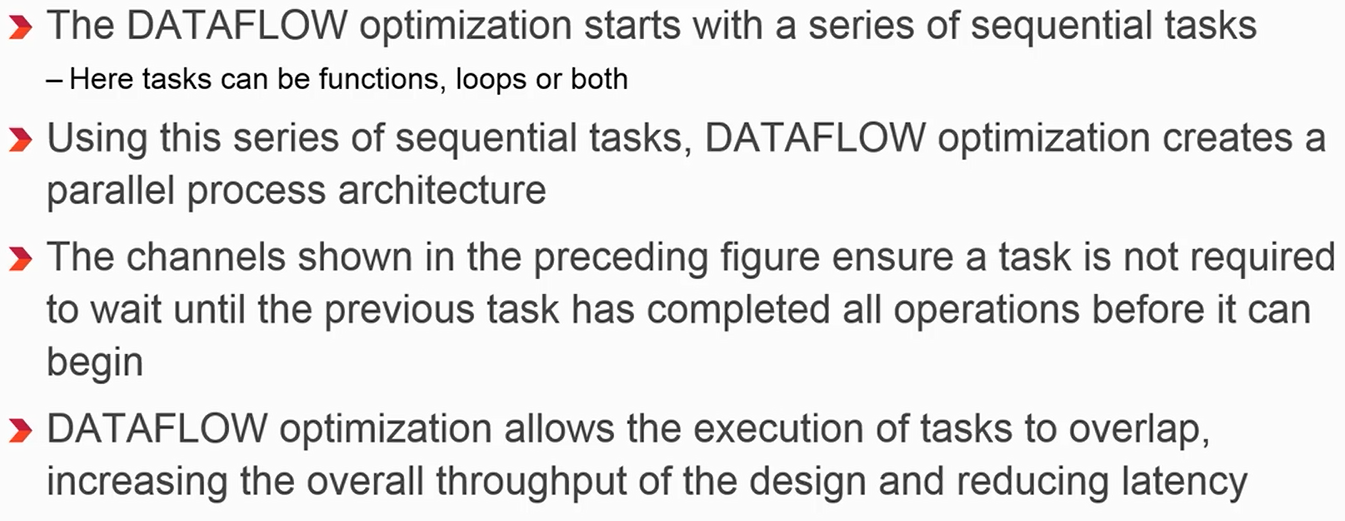 The DATAFLOW optimization starts with a series of sequential tasks
– Here tasks can be functions, loops or both
Using this series of sequential tasks, DATAFLOW optimization creates a
parallel process architecture
The channels shown in the preceding figure ensure a task is not required
to wait until the previous task has completed all operations before it can
begin
DATAFLOW optimization allows the execution of tasks to overlap,
increasing the overall throughput of the design and reducing latency